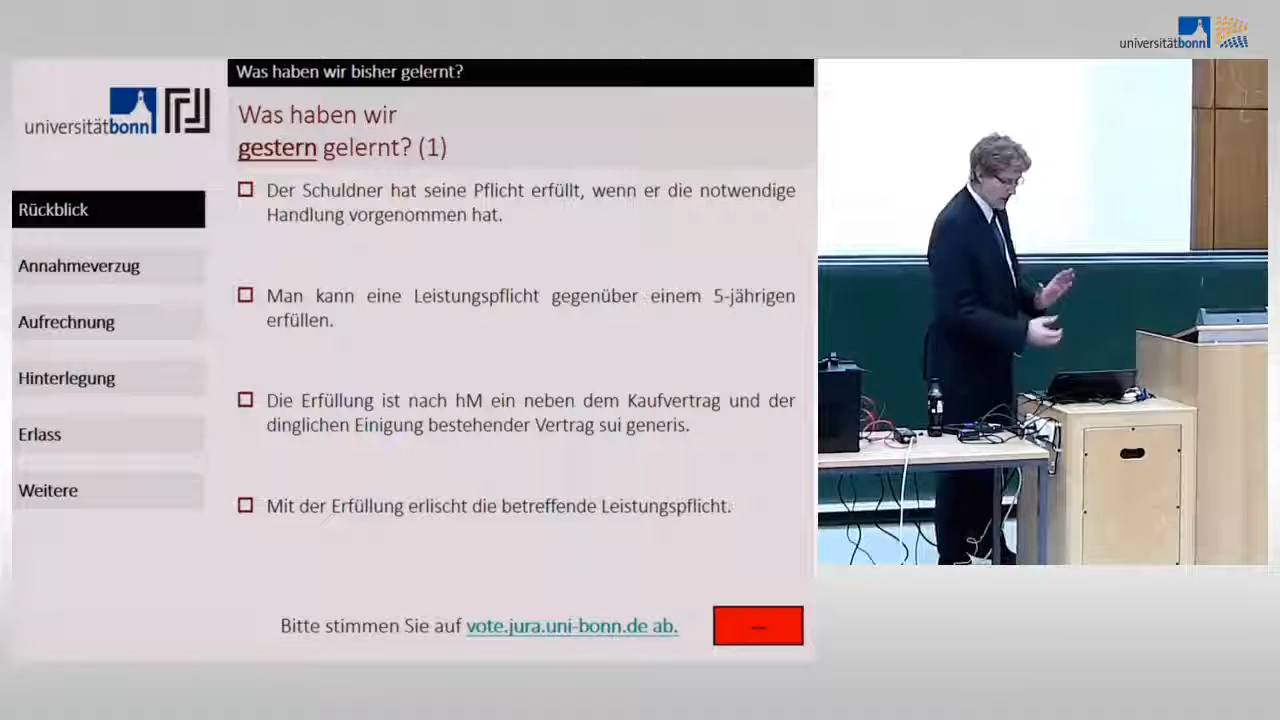 universitätbonn
Was haben wir bisher gelernt?
universitätbonn
Was haben wir
gestern gelernt? (1)
Rückblick
Annahmeverzug
Aufrechnung
Hinterlegung
Erlass
Weitere
Der Schuldner hat seine Pflicht erfüllt, wenn er die notwendige
Handlung vorgenommen hat.
Man kann eine Leistungspflicht gegenüber einem 5-jährigen
erfüllen.
Die Erfüllung ist nach hM ein neben dem Kaufvertrag und der
dinglichen Einigung bestehender Vertrag sui generis.
Mit der Erfüllung erlischt die betreffende Leistungspflicht.
Bitte stimmen Sie auf vote.jura.uni-bonn.de ab.